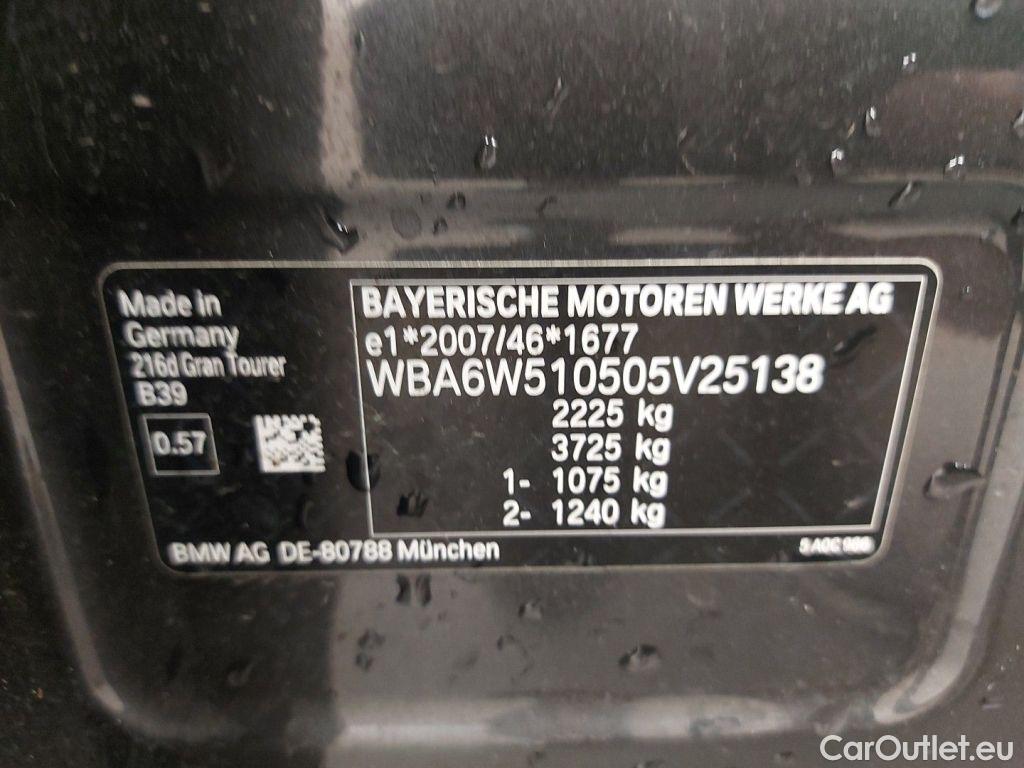 Made in
Germany
216d Gran Tourer
B39
0.57
BAYERISCHE MOTOREN WERKE AG
e1*2007/46*1677
WBA6W510505V25138
2225 kg
3725 kg
1- 1075 kg
2- 1240 kg
BMW AG DE-80788 München
CarOutlet.eu